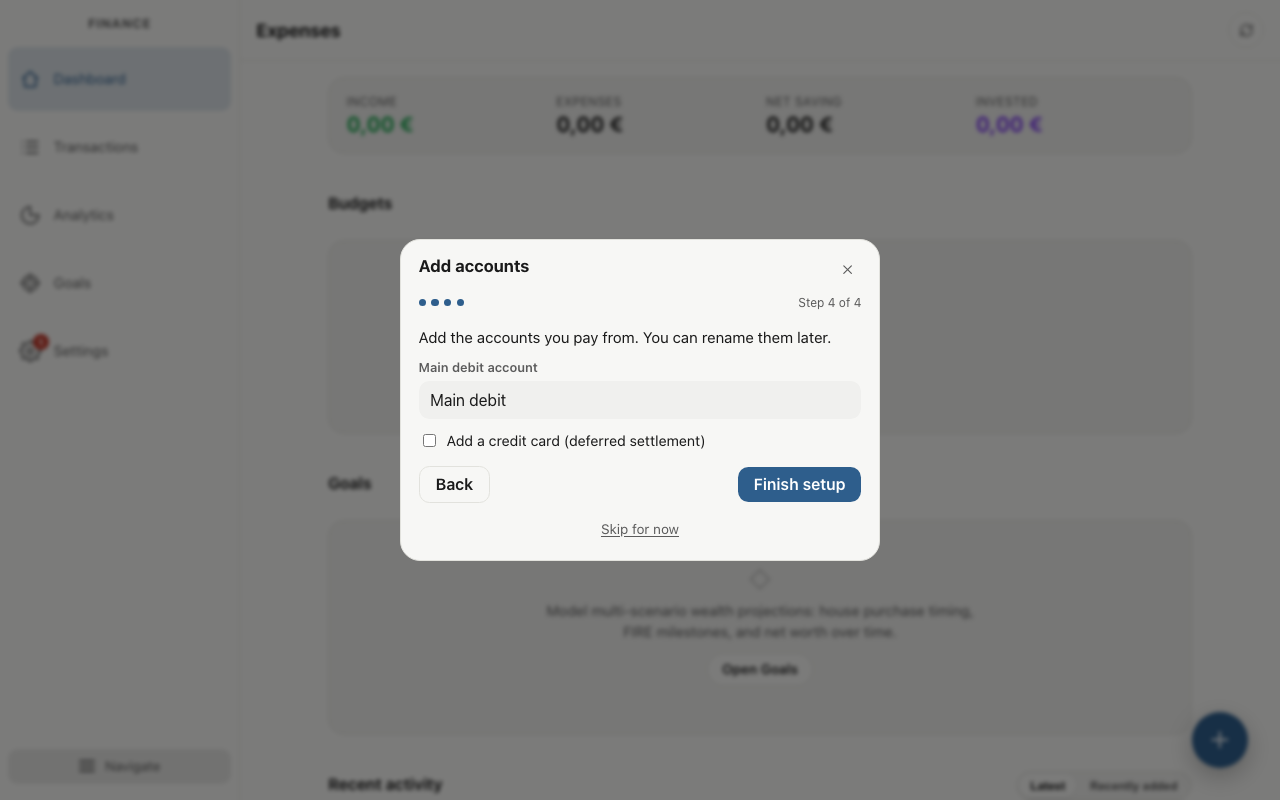 FINANCE
Dashboard
Transactions
Analytics
Goals
Settings
Navigate
Expenses
INCOME
0,00 €
EXPENSES
0,00 €
NET SAVING
0,00 €
INVESTED
0,00 €
Budgets
Add accounts
Step 4 of 4
Add the accounts you pay from. You can rename them later.
Main debit account
Main debit
Add a credit card (deferred settlement)
Back
Finish setup
Skip for now
Goals
Model multi-scenario wealth projections: house purchase timing,
FIRE milestones, and net worth over time.
Open Goals
Recent activity
Latest
Recently added